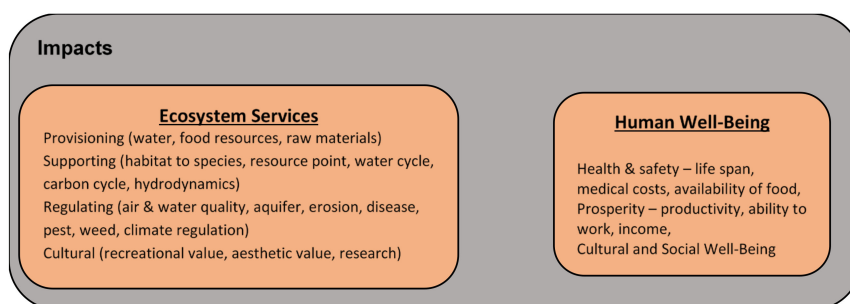 Impacts
Ecosystem Services
Provisioning (water, food resources, raw materials)
Supporting (habitat to species, resource point, water cycle,
carbon cycle, hydrodynamics)
Regulating (air & water quality, aquifer, erosion, disease,
pest, weed, climate regulation)
Cultural (recreational value, aesthetic value, research)
Human Well-Being
Health & safety – life span,
medical costs, availability of food,
Prosperity – productivity, ability to
work, income,
Cultural and Social Well-Being